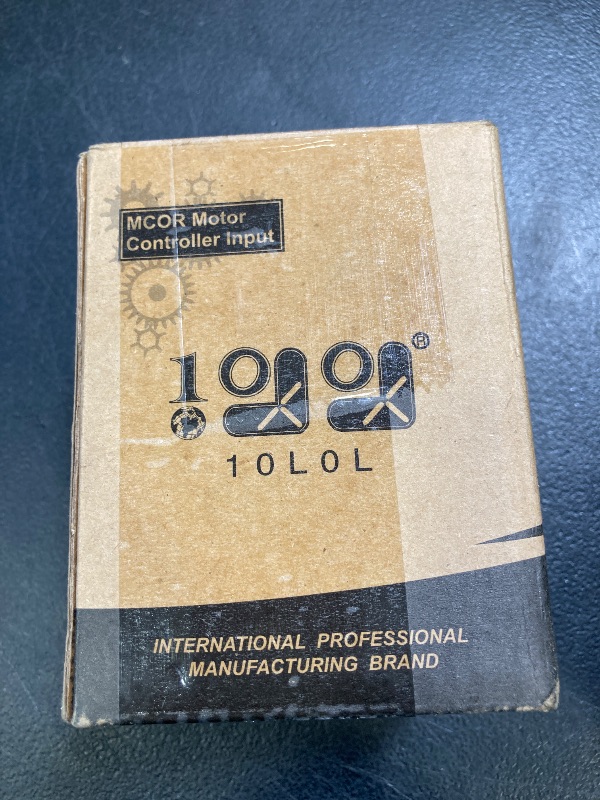 MCOR Motor
Controller Input
®
10L0L
INTERNATIONAL PROFESSIONAL
MANUFACTURING BRAND